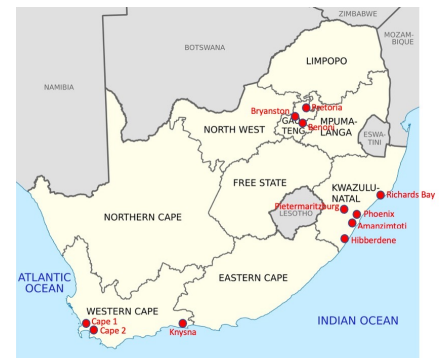 ZIMBABWE
MOZAM-
BIQUE
BOTSWANA
LIMPOPO
NAMIBIA
Pretoria
Bryanston
GAU
TENG
Benoni
MPUMA-
LANGA
NORTH WEST
ESWA-
TINI
FREE STATE
KWAZULU-
NATAL
Richards Bay
Pietermaritzburg
LESOTHO
Phoenix
Amanzimtoti
Hibberdene
NORTHERN CAPE
EASTERN CAPE
ATLANTIC
OCEAN
WESTERN CAPE
Cape 1
Cape 2
Knysna
INDIAN OCEAN